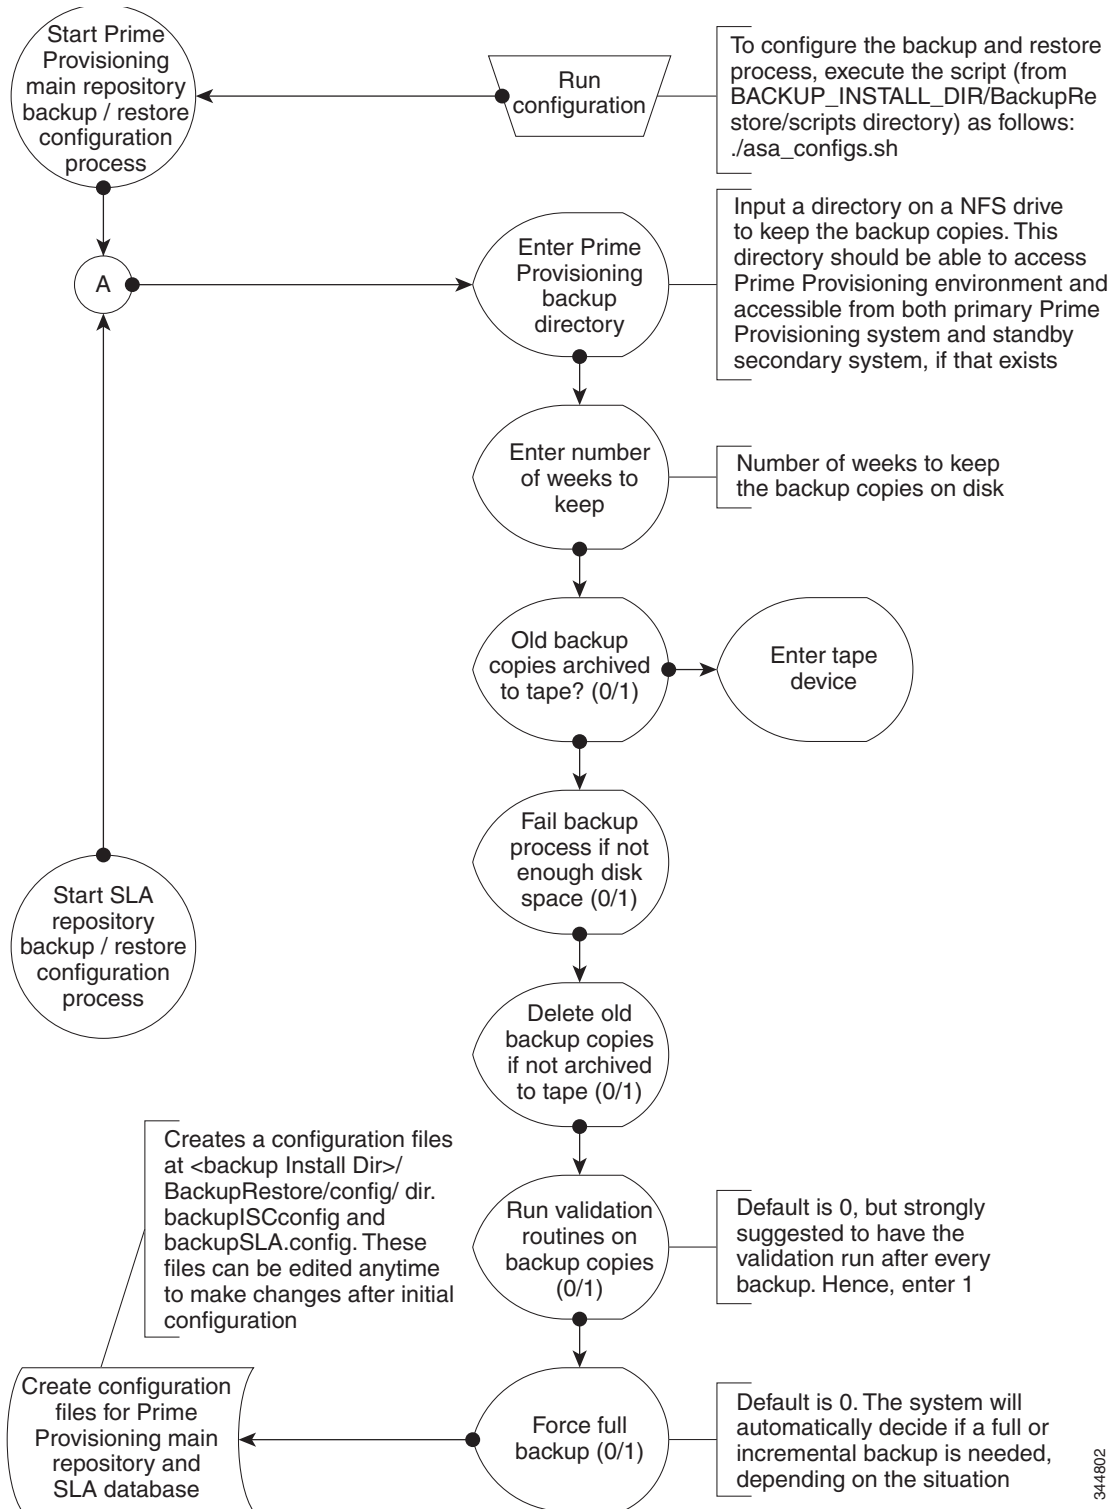 Start Prime
Provisioning
main repository
backup / restore
configuration
process
Run
configuration
To configure the backup and restore
process, execute the script (from
BACKUP_INSTALL_DIR/BackupRe
store/scripts directory) as follows:
./asa_configs.sh
A
Enter Prime
Provisioning
backup
directory
Input a directory on a NFS drive
to keep the backup copies. This
directory should be able to access
Prime Provisioning environment and
accessible from both primary Prime
Provisioning system and standby
secondary system, if that exists
Enter number
of weeks to
keep
Number of weeks to keep
the backup copies on disk
Old backup
copies archived
to tape? (0/1)
Enter tape
device
Fail backup
process if not
enough disk
space (0/1)
Start SLA
repository
backup / restore
configuration
process
Delete old
backup copies
if not archived
to tape (0/1)
Creates a configuration files
at <backup Install Dir>/
BackupRestore/config/ dir.
backupISCconfig and
backupSLA.config. These
files can be edited anytime
to make changes after initial
configuration
Run validation
routines on
backup copies
(0/1)
Default is 0, but strongly
suggested to have the
validation run after every
backup. Hence, enter 1
Create configuration
files for Prime
Provisioning main
repository and
SLA database
Force full
backup (0/1)
Default is 0. The system will
automatically decide if a full or
incremental backup is needed,
depending on the situation
344802